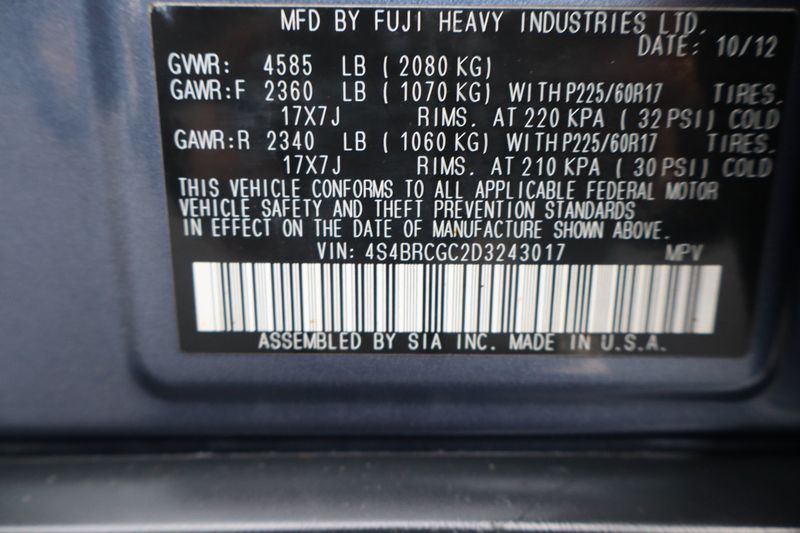 MFD BY FUJI HEAVY INDUSTRIES LTD.
DATE: 10/12
GVWR: 4585 LB ( 2080 KG)
GAWR:F 2360 LB ( 1070 KG) WITH P225/60R17 TIRES.
17X7J RIMS. AT 220 KPA ( 32 PSI) COLD
GAWR:R 2340 LB ( 1060 KG) WITH P225/60R17 TIRES.
17X7J RIMS. AT 210 KPA ( 30 PSI) COLD
THIS VEHICLE CONFORMS TO ALL APPLICABLE FEDERAL MOTOR
VEHICLE SAFETY AND THEFT PREVENTION STANDARDS
IN EFFECT ON THE DATE OF MANUFACTURE SHOWN ABOVE.
VIN: 4S4BRCGC2D3243017 MPV
ASSEMBLED BY SIA INC. MADE IN U.S.A.